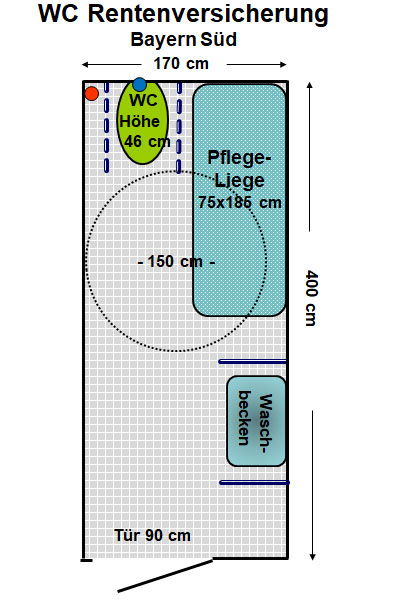 WC Rentenversicherung
Bayern Süd
170 cm
WC
Höhe
46 cm
Pflege-
Liege
75x185 cm
- 150 cm -
400 cm
Wasch-
becken
Tür 90 cm